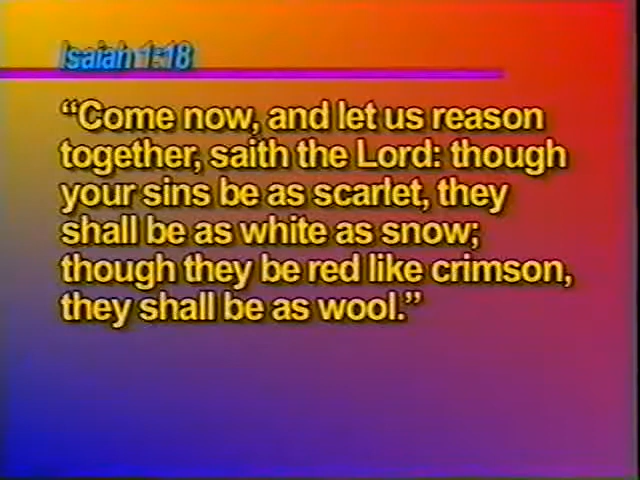 Isaiah 1:18
“Come now, and let us reason
together, saith the Lord: though
your sins be as scarlet, they
shall be as white as snow;
though they be red like crimson,
they shall be as wool.”